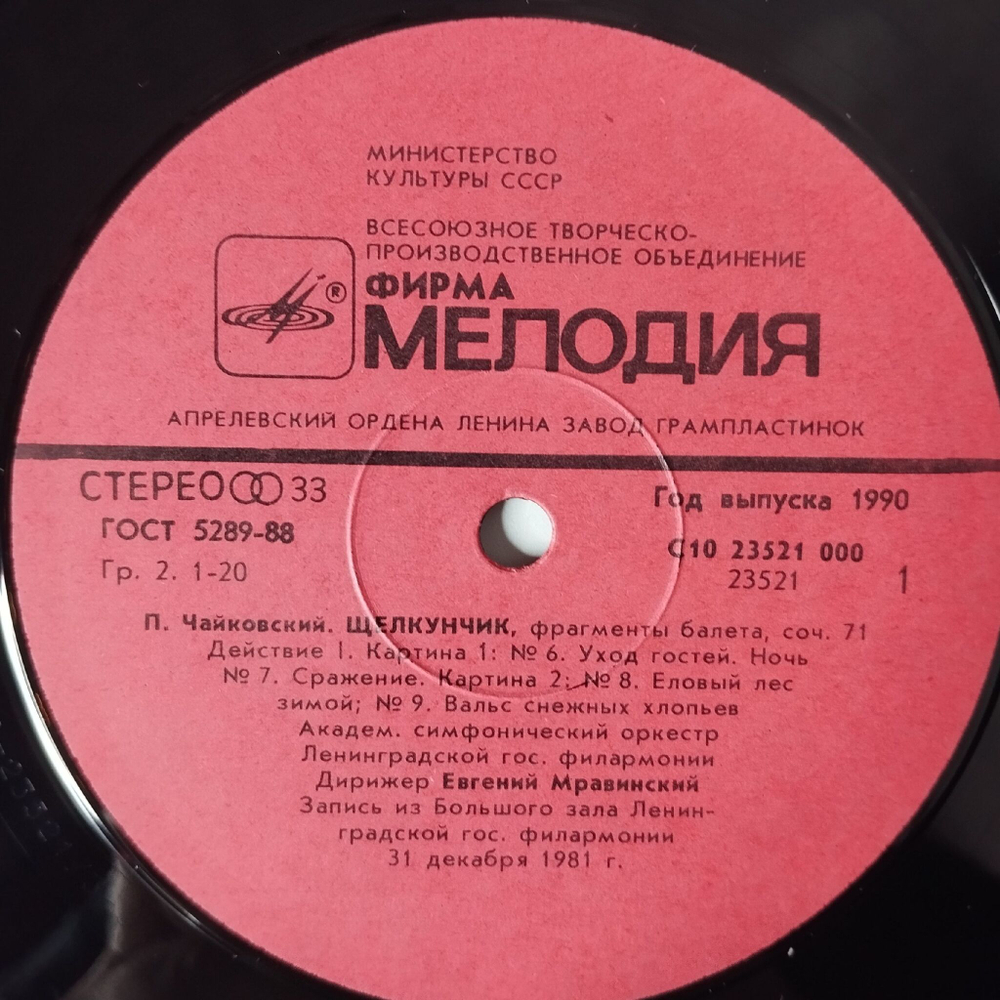 МИНИСТЕРСТВО
КУЛЬТУРЫ СССР
ВСЕСОЮЗНОЕ ТВОРЧЕСКО-
ПРОИЗВОДСТВЕННОЕ ОБЪЕДИНЕНИЕ
ФИРМА
®
МЕЛОДИЯ
АПРЕЛЕВСКИЙ ОРДЕНА ЛЕНИНА ЗАВОД ГРАМПЛАСТИНОК
СТЕРЕО 33
Год выпуска 1990
ГОСТ 5289-88
С10 23521 000
Гр. 2. 1-20
23521
1
П. Чайковский. ЩЕЛКУНЧИК, фрагменты балета, соч. 71
Действие I. Картина 1: № 6. Уход гостей. Ночь
№ 7. Сражение. Картина 2: № 8. Еловый лес
зимой; № 9. Вальс снежных хлопьев
Академ. симфонический оркестр
Ленинградской гос. филармонии
Дирижер Евгений Мравинский
Запись из Большого зала Ленин-
градской гос. филармонии
31 декабря 1981 г.